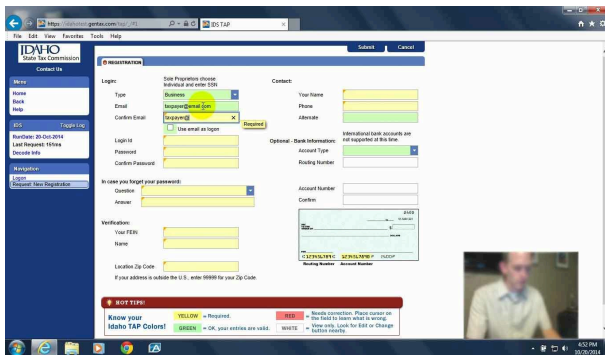 https://idahotest.gentax.com/tap/_/#1
IDS TAP
File Edit View Favorites Tools Help
IDAHO
State Tax Commission
Contact Us
Menu
Home
Back
Help
IDS Toggle Log
RunDate: 20-Oct-2014
Last Request: 151ms
Decode Info
Navigation
Logon
Request: New Registration
Submit Cancel
REGISTRATION
Login:
Sole Proprietors choose
Individual and enter SSN
Type Business
Email taxpayer@email.com
Confirm Email taxpayer@
Required
Use email as logon
Login Id
Password
Confirm Password
In case you forget your password:
Question
Answer
Verification:
Your FEIN
Name
Location Zip Code
If your address is outside the U.S., enter 99999 for your Zip Code.
Contact:
Your Name
Phone
Alternate
Optional - Bank Information:
International bank accounts are
not supported at this time.
Account Type
Routing Number
Account Number
Confirm
Routing Number Account Number
HOT TIPS!
Know your
Idaho TAP Colors!
YELLOW = Required.
GREEN = OK, your entries are valid.
RED = Needs correction. Place cursor on
the field to learn what is wrong.
WHITE = View only. Look for Edit or Change
button nearby.
4:52 PM
10/20/2014